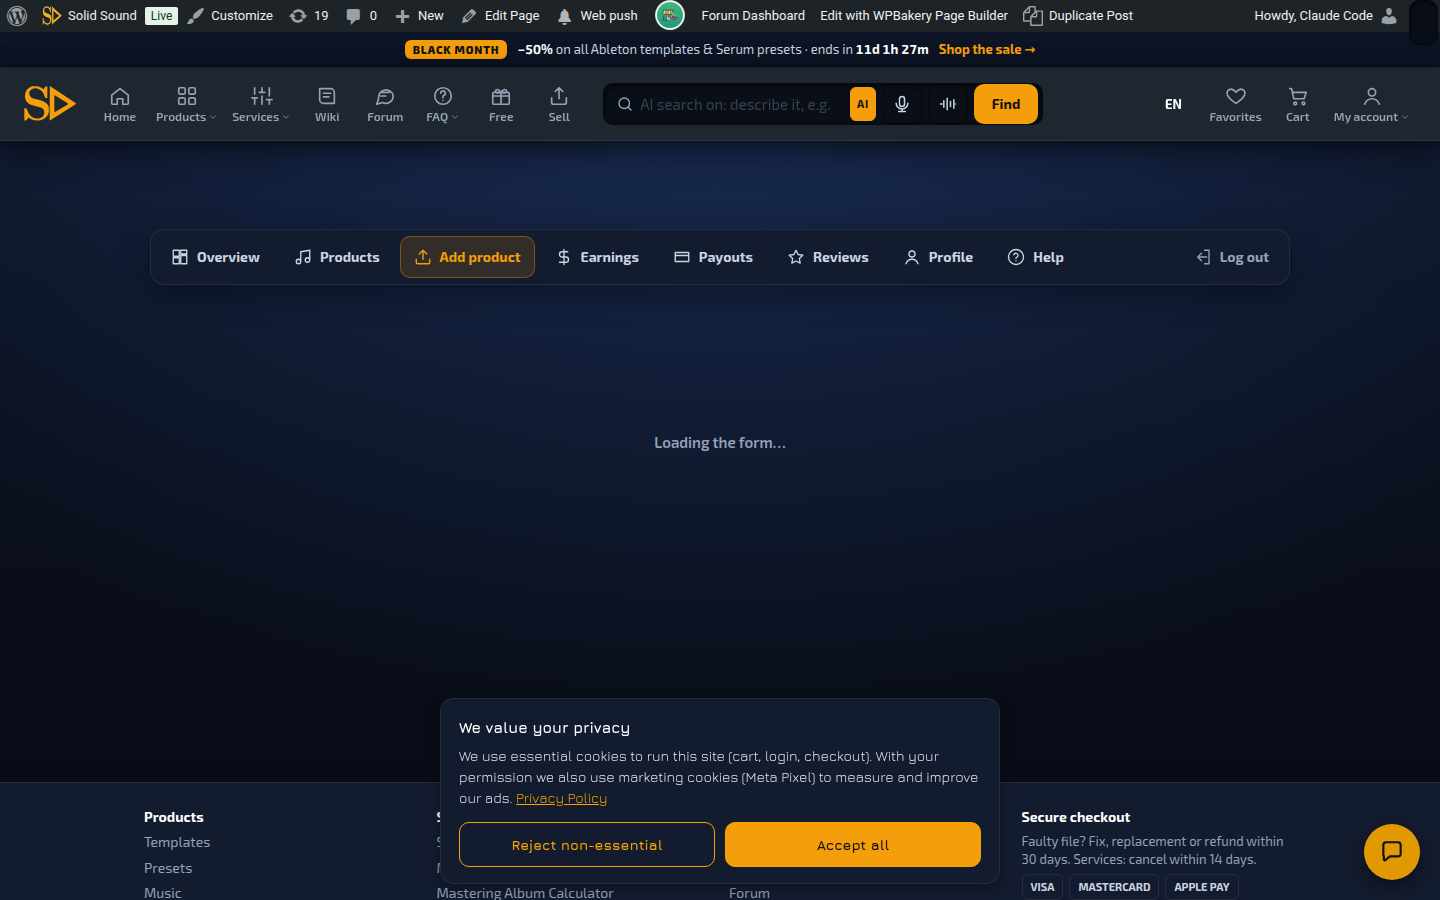 Solid Sound Live Customize 19 0 New Edit Page Web push Forum Dashboard Edit with WPBakery Page Builder Duplicate Post Howdy, Claude Code
BLACK MONTH –50% on all Ableton templates & Serum presets · ends in 11d 1h 27m Shop the sale →
SD
Home Products Services Wiki Forum FAQ Free Sell
AI search on: describe it, e.g. AI Find
EN Favorites Cart My account
Overview Products Add product Earnings Payouts Reviews Profile Help Log out
Loading the form...
We value your privacy
We use essential cookies to run this site (cart, login, checkout). With your
permission we also use marketing cookies (Meta Pixel) to measure and improve
our ads. Privacy Policy
Reject non-essential Accept all
Products
Templates
Presets
Music
Mastering Album Calculator
Forum
Secure checkout
Faulty file? Fix, replacement or refund within
30 days. Services: cancel within 14 days.
VISA MASTERCARD APPLE PAY